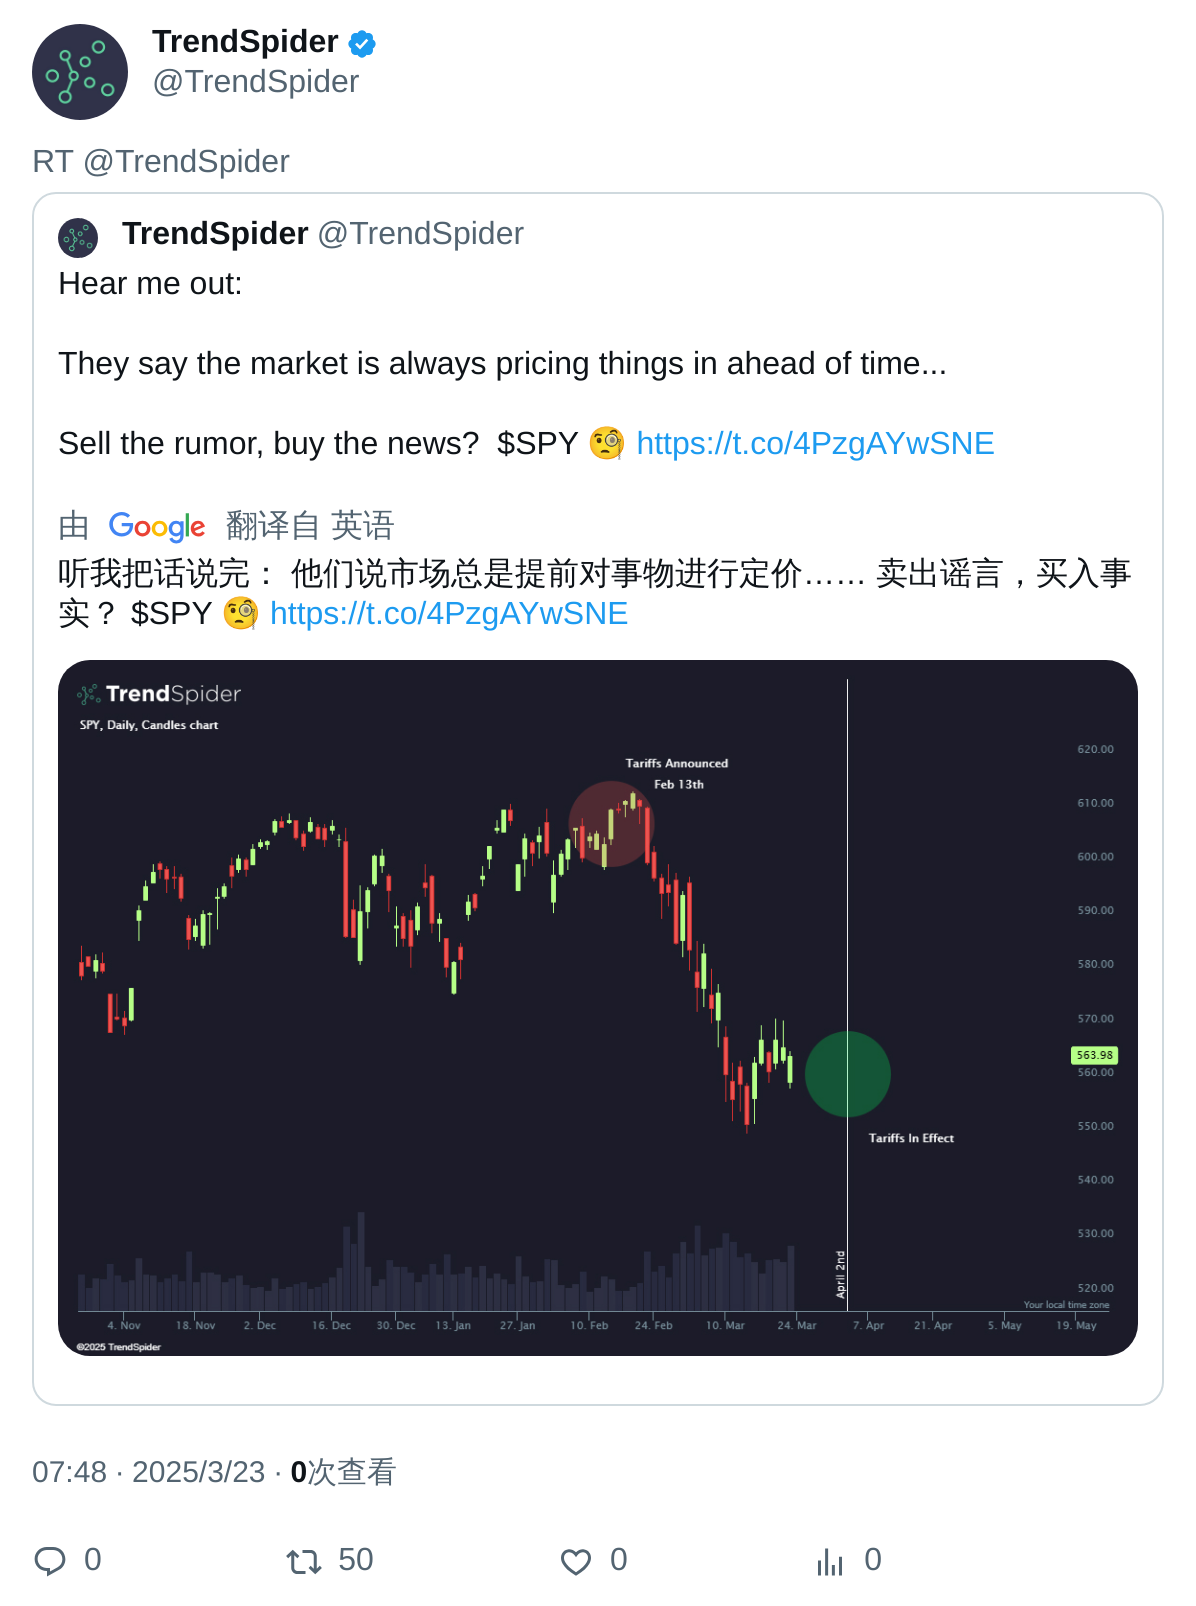 TrendSpider
@TrendSpider
RT @TrendSpider
TrendSpider @TrendSpider
Hear me out:
They say the market is always pricing things in ahead of time...
Sell the rumor, buy the news?  $SPY 🧐 https://t.co/4PzgAYwSNE
由 Google 翻译自 英语
听我把话说完： 他们说市场总是提前对事物进行定价…… 卖出谣言，买入事
实？ $SPY 🧐 https://t.co/4PzgAYwSNE
TrendSpider
SPY, Daily, Candles chart
Tariffs Announced
Feb 13th
620.00
610.00
600.00
590.00
580.00
570.00
563.98
560.00
550.00
Tariffs In Effect
540.00
530.00
520.00
April 2nd
Your local time zone
4. Nov 18. Nov 2. Dec 16. Dec 30. Dec 13. Jan 27. Jan 10. Feb 24. Feb 10. Mar 24. Mar 7. Apr 21. Apr 5. May 19. May
©2025 TrendSpider
07:48 · 2025/3/23 · 0次查看
0 50 0 0